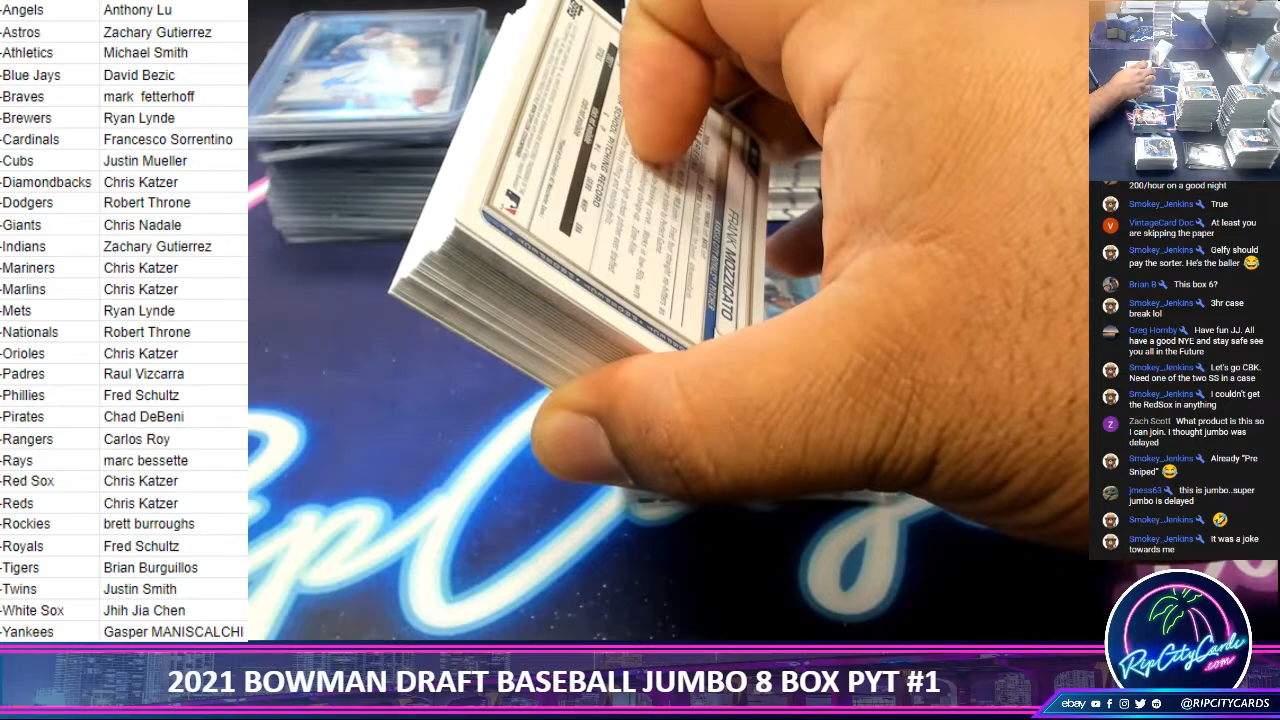 -Angels Anthony Lu
-Astros Zachary Gutierrez
-Athletics Michael Smith
-Blue Jays David Bezic
-Braves mark fetterhoff
-Brewers Ryan Lynde
-Cardinals Francesco Sorrentino
-Cubs Justin Mueller
-Diamondbacks Chris Katzer
-Dodgers Robert Throne
-Giants Chris Nadale
-Indians Zachary Gutierrez
-Mariners Chris Katzer
-Marlins Chris Katzer
-Mets Ryan Lynde
-Nationals Robert Throne
-Orioles Chris Katzer
-Padres Raul Vizcarra
-Phillies Fred Schultz
-Pirates Chad DeBeni
-Rangers Carlos Roy
-Rays marc bessette
-Red Sox Chris Katzer
-Reds Chris Katzer
-Rockies brett burroughs
-Royals Fred Schultz
-Tigers Brian Burguillos
-Twins Justin Smith
-White Sox Jhih Jia Chen
-Yankees Gasper MANISCALCHI
FRANK MOZZICATO
SCHOOL PITCHING RECORD
200/hour on a good night
Smokey_Jenkins True
V VintageCard Doc At least you
are skipping the paper
Smokey_Jenkins Gelfy should
pay the sorter. He's the baller 😂
Brian B This box 6?
Smokey_Jenkins 3hr case
break lol
Greg Hornby Have fun JJ. All
have a good NYE and stay safe see
you all in the Future
Smokey_Jenkins Let's go CBK.
Need one of the two SS in a case
Smokey_Jenkins I couldn't get
the RedSox in anything
Z Zach Scott What product is this so
I can join. I thought jumbo was
delayed
Smokey_Jenkins Already "Pre
Sniped" 😂
jmess63 this is jumbo..super
jumbo is delayed
Smokey_Jenkins 🤣
Smokey_Jenkins It was a joke
towards me
RipCityCards
.com
2021 BOWMAN DRAFT BASEBALL JUMBO 8 BOX PYT #1
ebay @RIPCITYCARDS